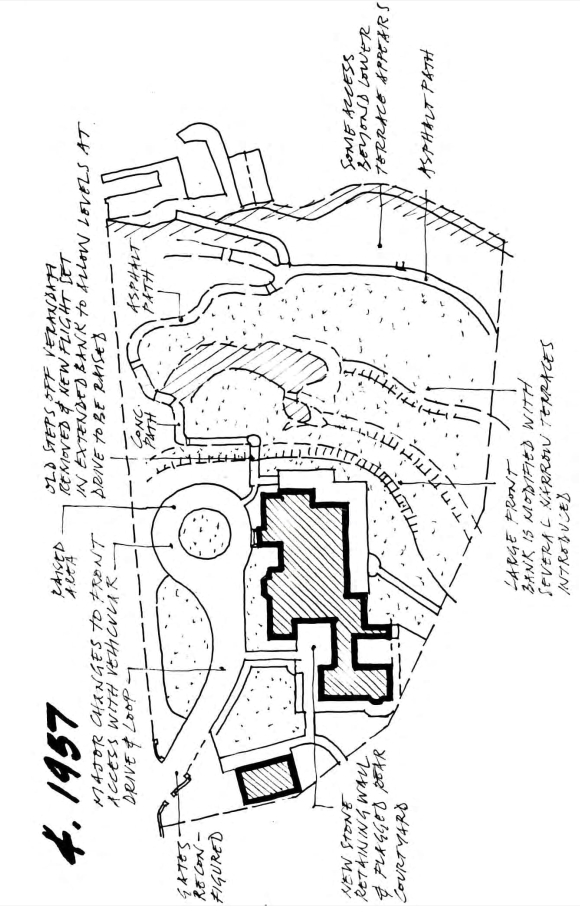 4. 1957
MAJOR CHANGES TO FRONT
ACCESS WITH VEHICULAR
DRIVE & LOOP
RAISED
AREA
OLD STEPS OFF VERANDAH
REMOVED & NEW FLIGHT SET
IN EXTENDED BANK TO ALLOW LEVELS AT
DRIVE TO BE RAISED
CONC.
PATH
ASPHALT
PATH
SOME ACCESS
BEYOND LOWER
TERRACE APPEARS
ASPHALT PATH
GATES
RECON-
FIGURED
NEW STONE
RETAINING WALL
& FLAGGED REAR
COURTYARD
LARGE FRONT
BANK IS MODIFIED WITH
SEVERAL NARROW TERRACES
INTRODUCED